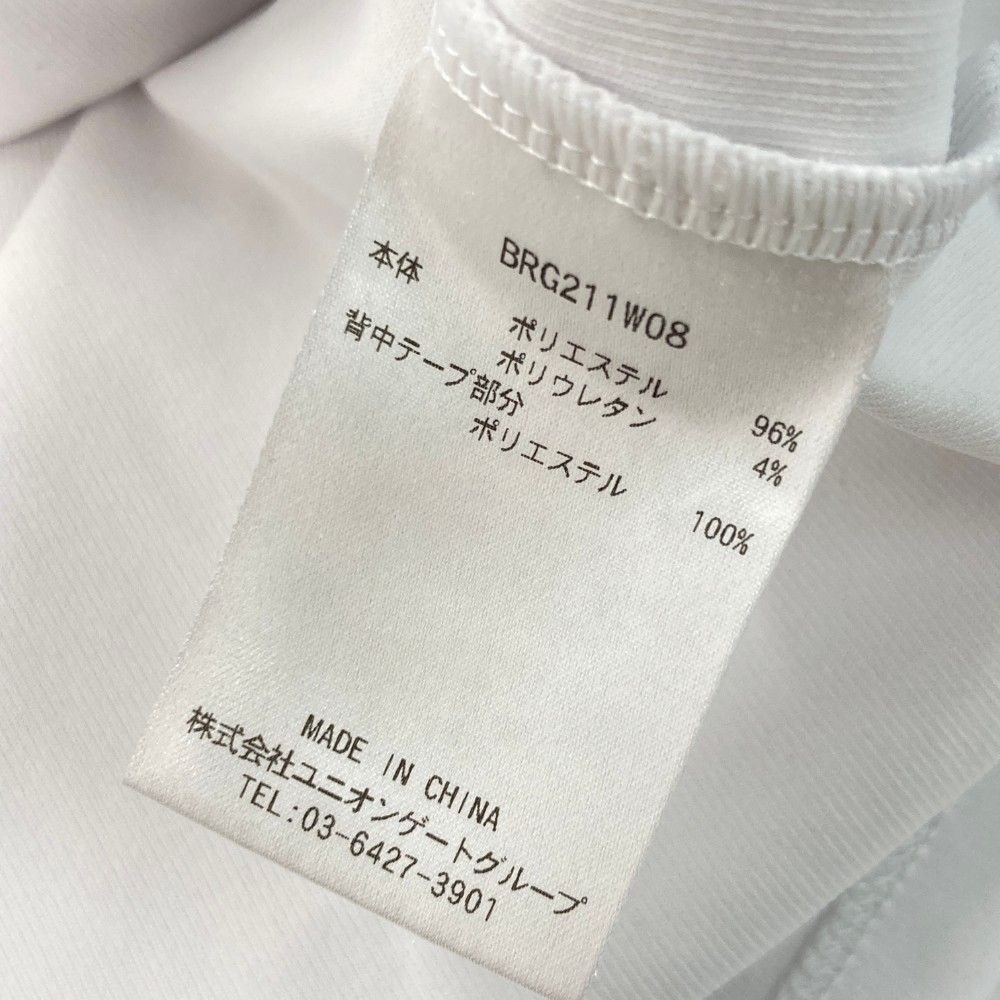 BRG211W08
本体
ポリエステル 96%
ポリウレタン 4%
背中テープ部分
ポリエステル 100%
MADE IN CHINA
株式会社ユニオンゲートグループ
TEL:03-6427-3901